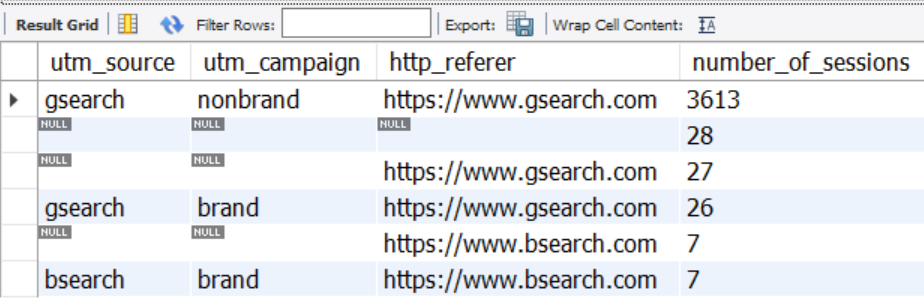 Result Grid Filter Rows: Export: Wrap Cell Content: IA
utm_source utm_campaign http_referer number_of_sessions
gsearch nonbrand https://www.gsearch.com 3613
NULL NULL NULL 28
NULL NULL https://www.gsearch.com 27
gsearch brand https://www.gsearch.com 26
NULL NULL https://www.bsearch.com 7
bsearch brand https://www.bsearch.com 7